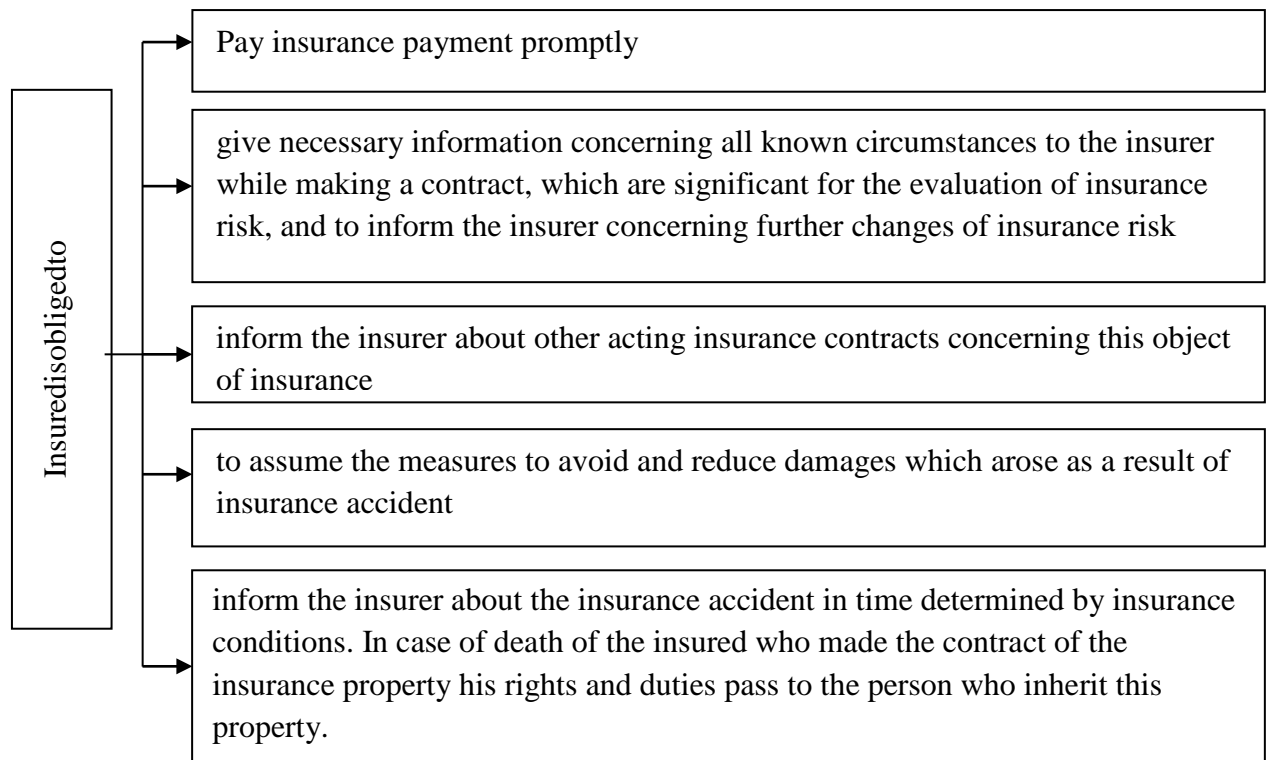 Insuredisobligedto
Pay insurance payment promptly
give necessary information concerning all known circumstances to the insurer
while making a contract, which are significant for the evaluation of insurance
risk, and to inform the insurer concerning further changes of insurance risk
inform the insurer about other acting insurance contracts concerning this object
of insurance
to assume the measures to avoid and reduce damages which arose as a result of
insurance accident
inform the insurer about the insurance accident in time determined by insurance
conditions. In case of death of the insured who made the contract of the
insurance property his rights and duties pass to the person who inherit this
property.